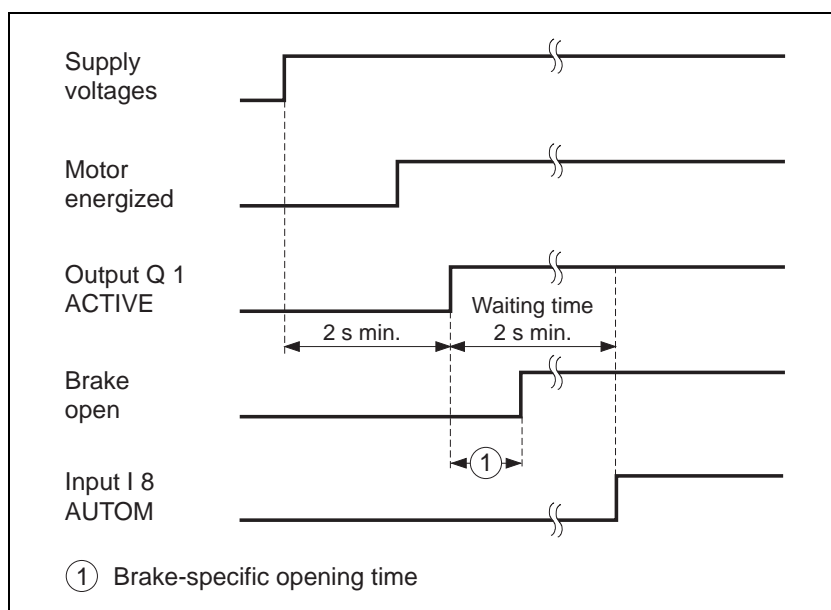 Supply
voltages
Motor
energized
Output Q 1
ACTIVE
Waiting time
2 s min.
2 s min.
Brake
open
1
Input I 8
AUTOM
1 Brake-specific opening time